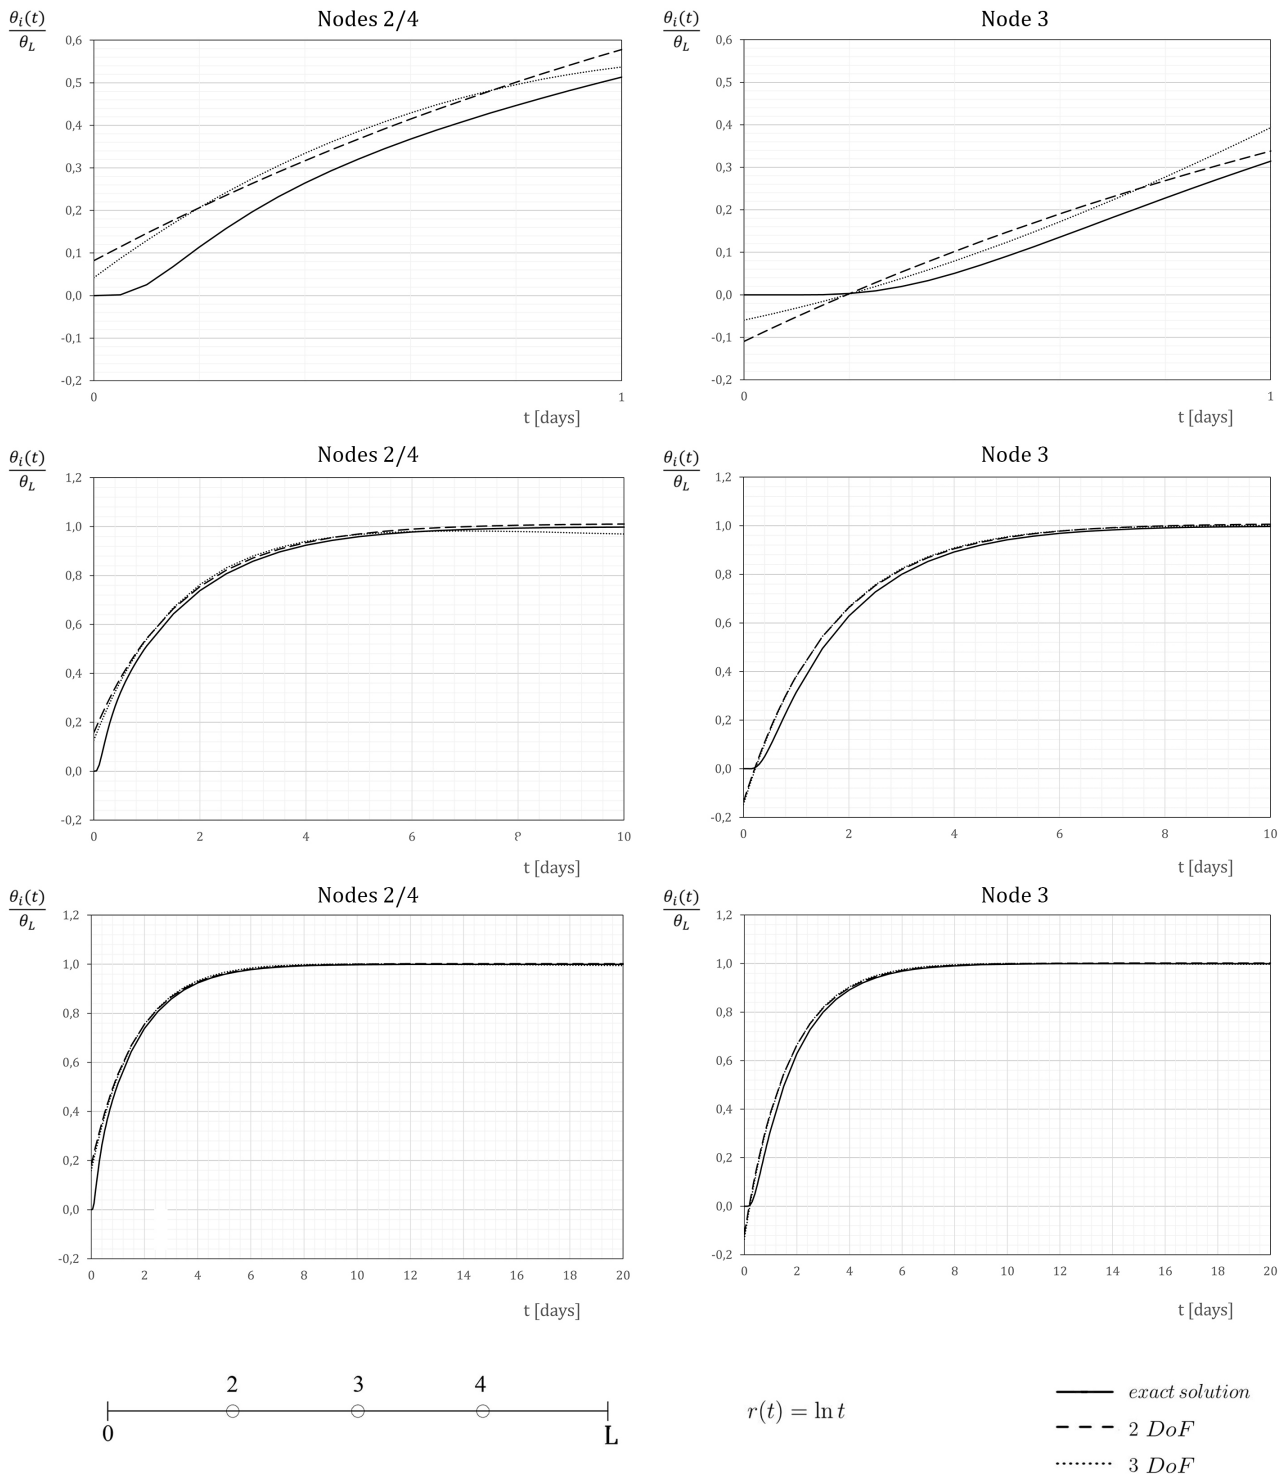 θᵢ(t)/θ_L Nodes 2/4
0,6
0,5
0,4
0,3
0,2
0,1
0,0
-0,1
-0,2
0 1
t [days]
θᵢ(t)/θ_L Node 3
0,6
0,5
0,4
0,3
0,2
0,1
0,0
-0,1
-0,2
0 1
t [days]
θᵢ(t)/θ_L Nodes 2/4
1,2
1,0
0,8
0,6
0,4
0,2
0,0
-0,2
0 2 4 6 10
t [days]
θᵢ(t)/θ_L Node 3
1,2
1,0
0,8
0,6
0,4
0,2
0,0
-0,2
0 2 4 6 8 10
t [days]
θᵢ(t)/θ_L Nodes 2/4
1,2
1,0
0,8
0,6
0,4
0,2
0,0
-0,2
0 2 4 6 8 10 12 14 16 18 20
t [days]
θᵢ(t)/θ_L Node 3
1,2
1,0
0,8
0,6
0,4
0,2
0,0
-0,2
0 2 4 6 8 10 12 14 16 18 20
t [days]
2 3 4
0 L
r(t) = ln t
exact solution
2 DoF
3 DoF